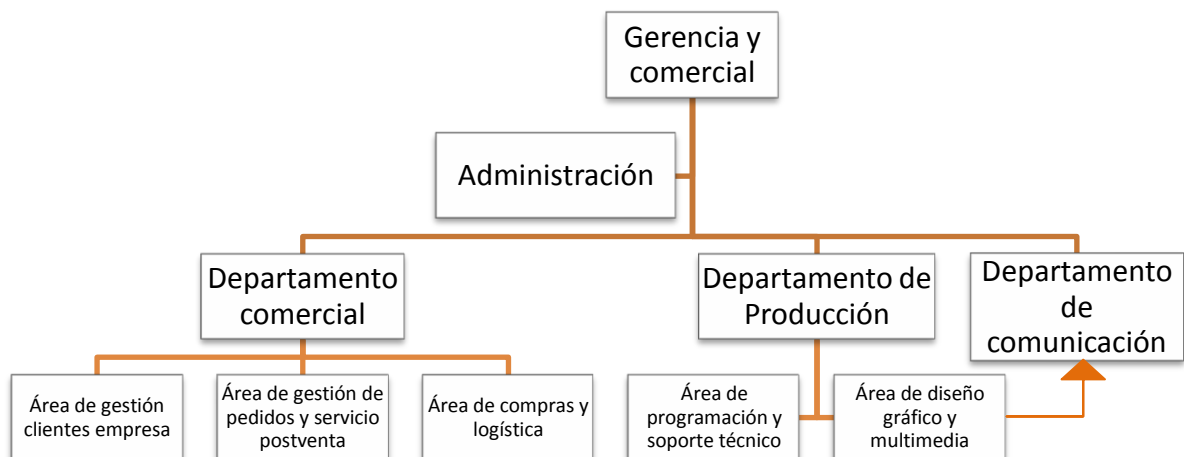 Gerencia y
comercial
Administración
Departamento
comercial
Departamento de
Producción
Departamento
de
comunicación
Área de gestión
clientes empresa
Área de gestión de
pedidos y servicio
postventa
Área de compras y
logística
Área de
programación y
soporte técnico
Área de diseño
gráfico y
multimedia